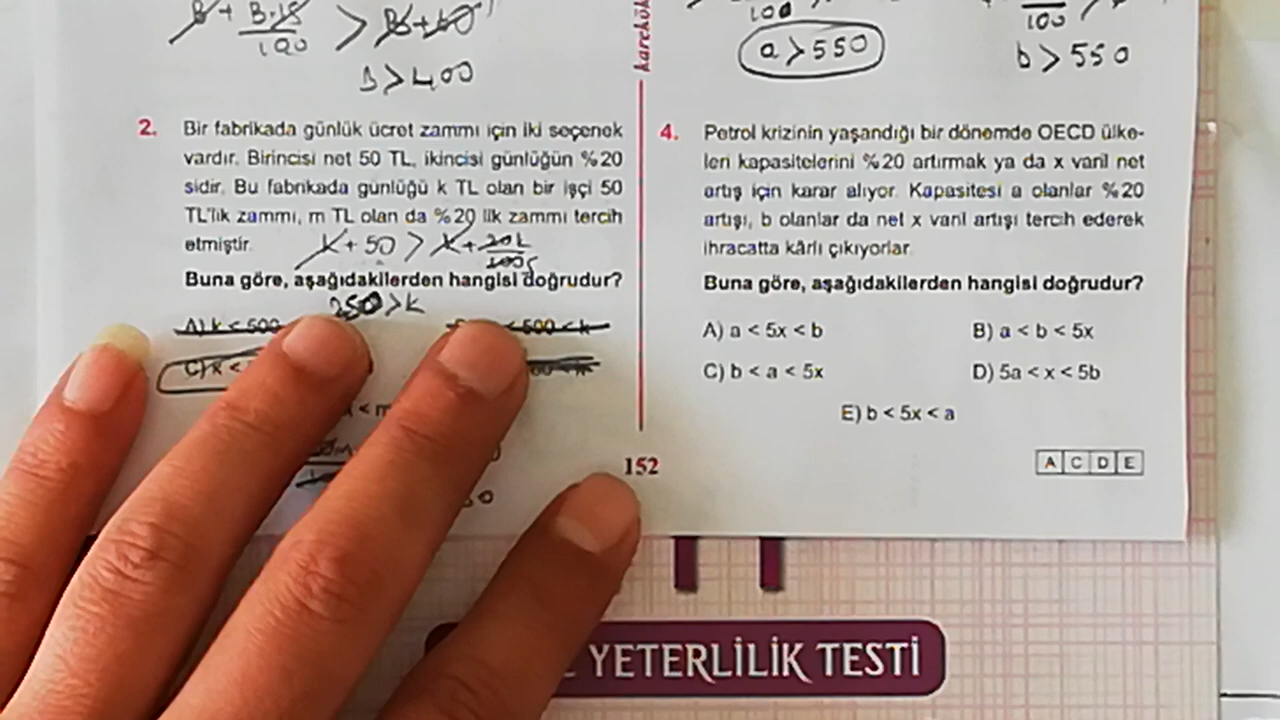 B + B.15 > B+60
100
B > 400
2. Bir fabrikada günlük ücret zammı için iki seçenek
vardır. Birincisi net 50 TL, ikincisi günlüğün %20
sidir. Bu fabrikada günlüğü k TL olan bir işçi 50
TL'lik zammı, m TL olan da %20 lik zammı tercih
etmiştir.
k + 50 > k + 20k
100
Buna göre, aşağıdakilerden hangisi doğrudur?
250 > k
A) k < 500
< 500 < k
C) k <
< m
karekök
100
a > 550
100
b > 550
4. Petrol krizinin yaşandığı bir dönemde OECD ülke-
leri kapasitelerini %20 artırmak ya da x varil net
artış için karar alıyor. Kapasitesi a olanlar %20
artışı, b olanlar da net x varil artışı tercih ederek
ihracatta kârlı çıkıyorlar.
Buna göre, aşağıdakilerden hangisi doğrudur?
A) a < 5x < b B) a < b < 5x
C) b < a < 5x D) 5a < x < 5b
E) b < 5x < a
152
A C D E
YETERLİLİK TESTİ